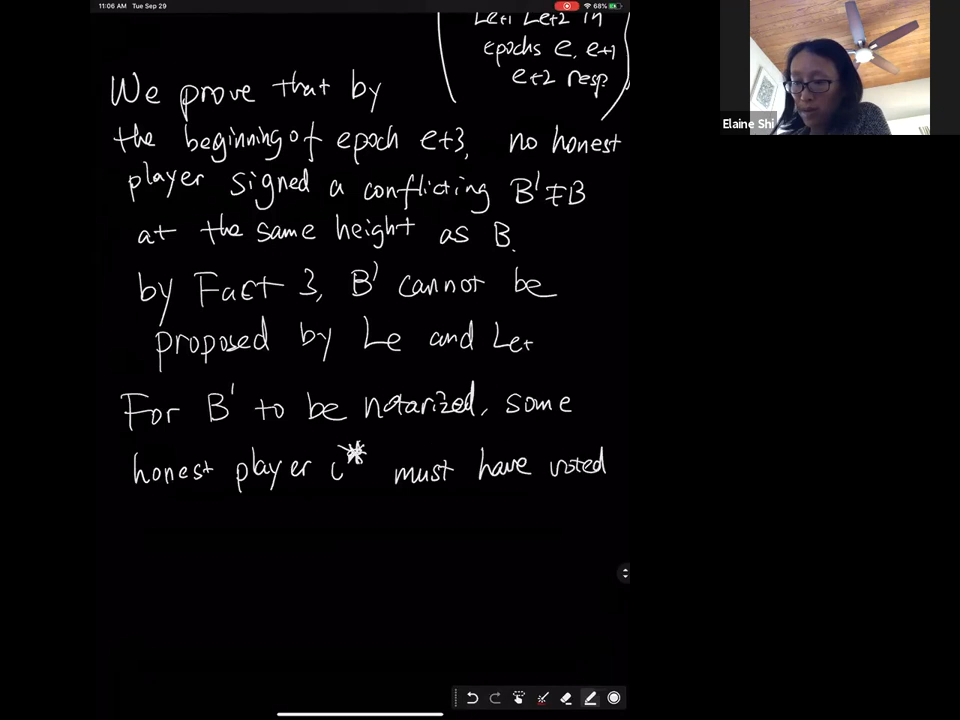 11:06 AM Tue Sep 29
68%
Le+1 Le+2 in
epochs e, e+1
e+2 resp.
We prove that by
the beginning of epoch e+3, no honest
player signed a conflicting B' ≠ B
at the same height as B.
by Fact 3, B' cannot be
proposed by Le and Le+
For B' to be notarized, some
honest player i* must have voted
Elaine Shi